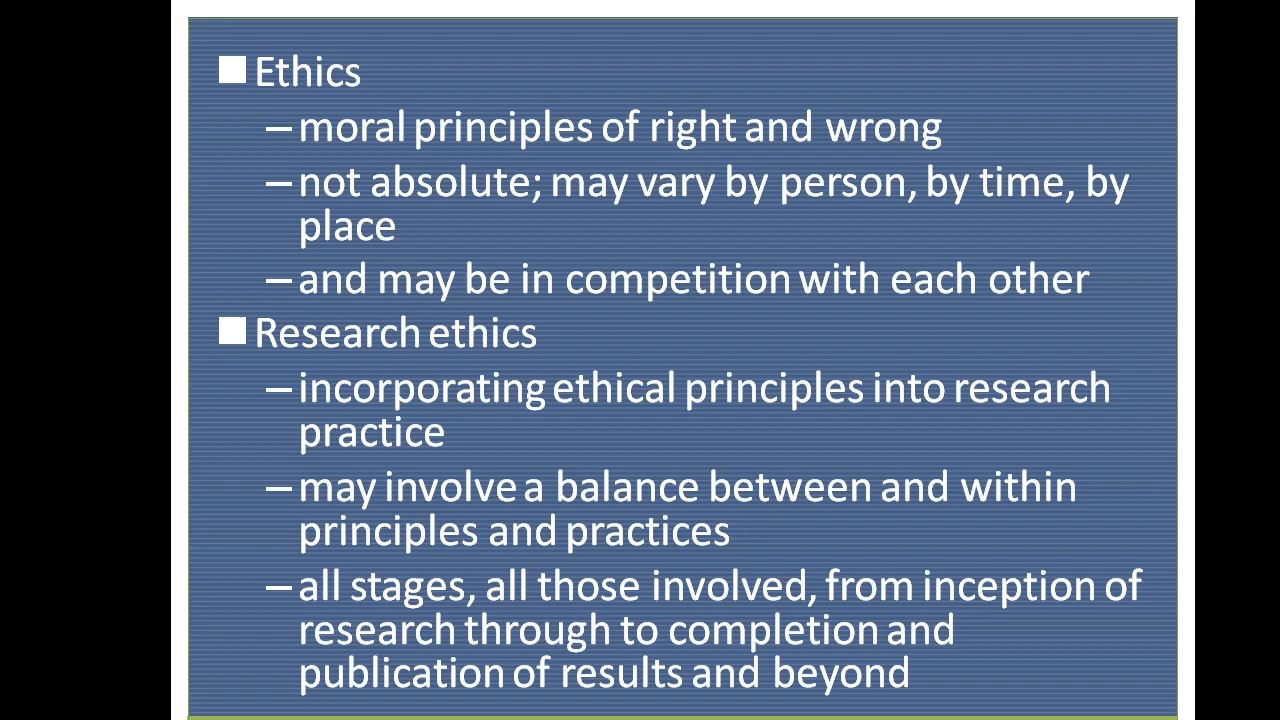 Ethics
– moral principles of right and wrong
– not absolute; may vary by person, by time, by
place
– and may be in competition with each other
Research ethics
– incorporating ethical principles into research
practice
– may involve a balance between and within
principles and practices
– all stages, all those involved, from inception of
research through to completion and
publication of results and beyond